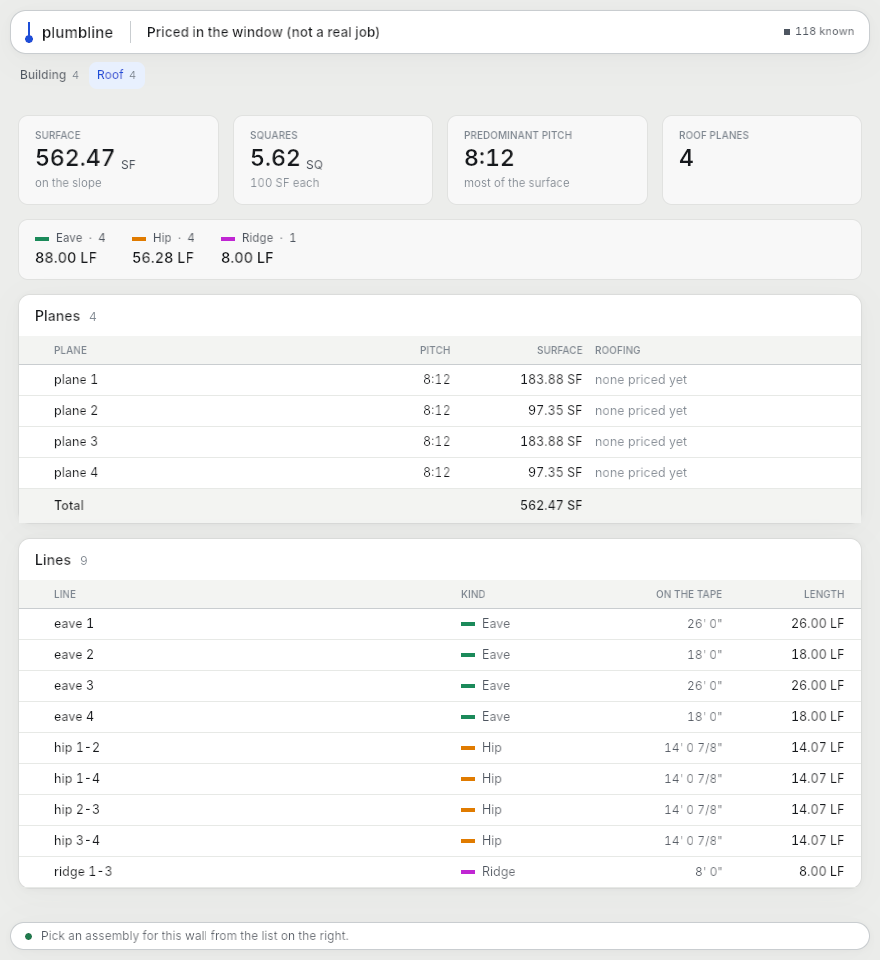 plumbline Priced in the window (not a real job) 118 known
Building 4 Roof 4
SURFACE SQUARES PREDOMINANT PITCH ROOF PLANES
562.47 SF 5.62 SQ 8:12 4
on the slope 100 SF each most of the surface
Eave · 4 Hip · 4 Ridge · 1
88.00 LF 56.28 LF 8.00 LF
Planes 4
PLANE PITCH SURFACE ROOFING
plane 1 8:12 183.88 SF none priced yet
plane 2 8:12 97.35 SF none priced yet
plane 3 8:12 183.88 SF none priced yet
plane 4 8:12 97.35 SF none priced yet
Total 562.47 SF
Lines 9
LINE KIND ON THE TAPE LENGTH
eave 1 Eave 26' 0" 26.00 LF
eave 2 Eave 18' 0" 18.00 LF
eave 3 Eave 26' 0" 26.00 LF
eave 4 Eave 18' 0" 18.00 LF
hip 1-2 Hip 14' 0 7/8" 14.07 LF
hip 1-4 Hip 14' 0 7/8" 14.07 LF
hip 2-3 Hip 14' 0 7/8" 14.07 LF
hip 3-4 Hip 14' 0 7/8" 14.07 LF
ridge 1-3 Ridge 8' 0" 8.00 LF
Pick an assembly for this wall from the list on the right.